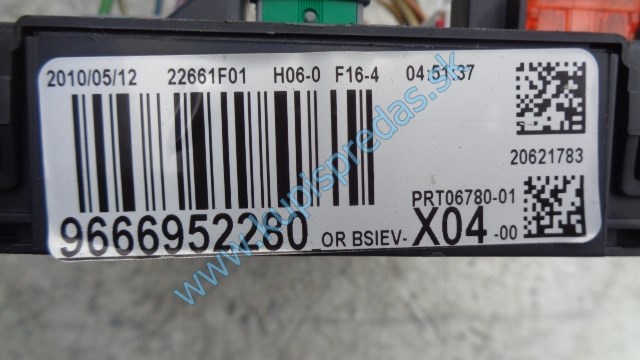 2010/05/12 22661F01 H06-0 F16-4 04:51:37
20621783
PRT06780-01
9666952280 OR BSIEV- X04 -00
www.kupispredas.sk